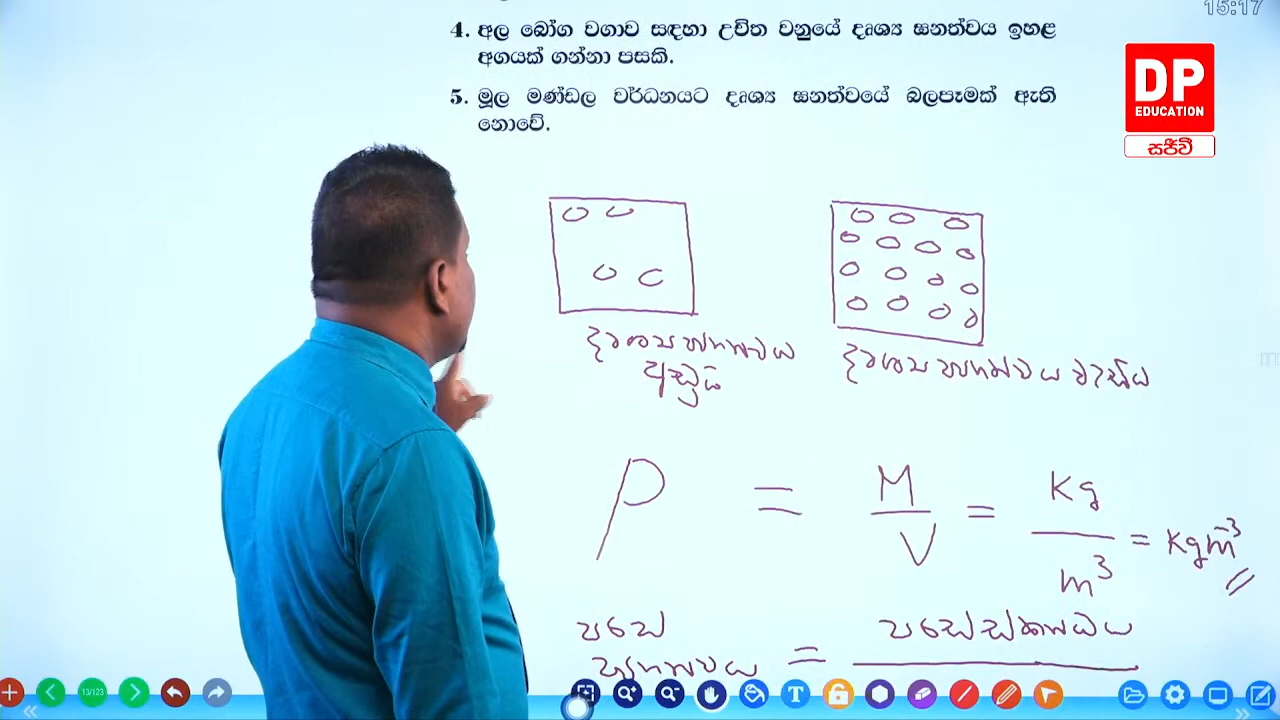 15:17
4. අල බෝග වගාව සඳහා උචිත වනුයේ දෘශ්‍ය ඝනත්වය ඉහළ
අගයක් ගන්නා පසකි.
5. මූල මණ්ඩල වර්ධනයට දෘශ්‍ය ඝනත්වයේ බලපෑමක් ඇති
නොවේ.
DP
EDUCATION
සජීවී
දෘශ්‍ය ඝනත්වය
අඩුයි
දෘශ්‍ය ඝනත්වය වැඩිය
ρ = M/V = Kg/m³ = Kgm⁻³
පසේ
ඝනත්වය = පසේ ස්කන්ධය
13/123